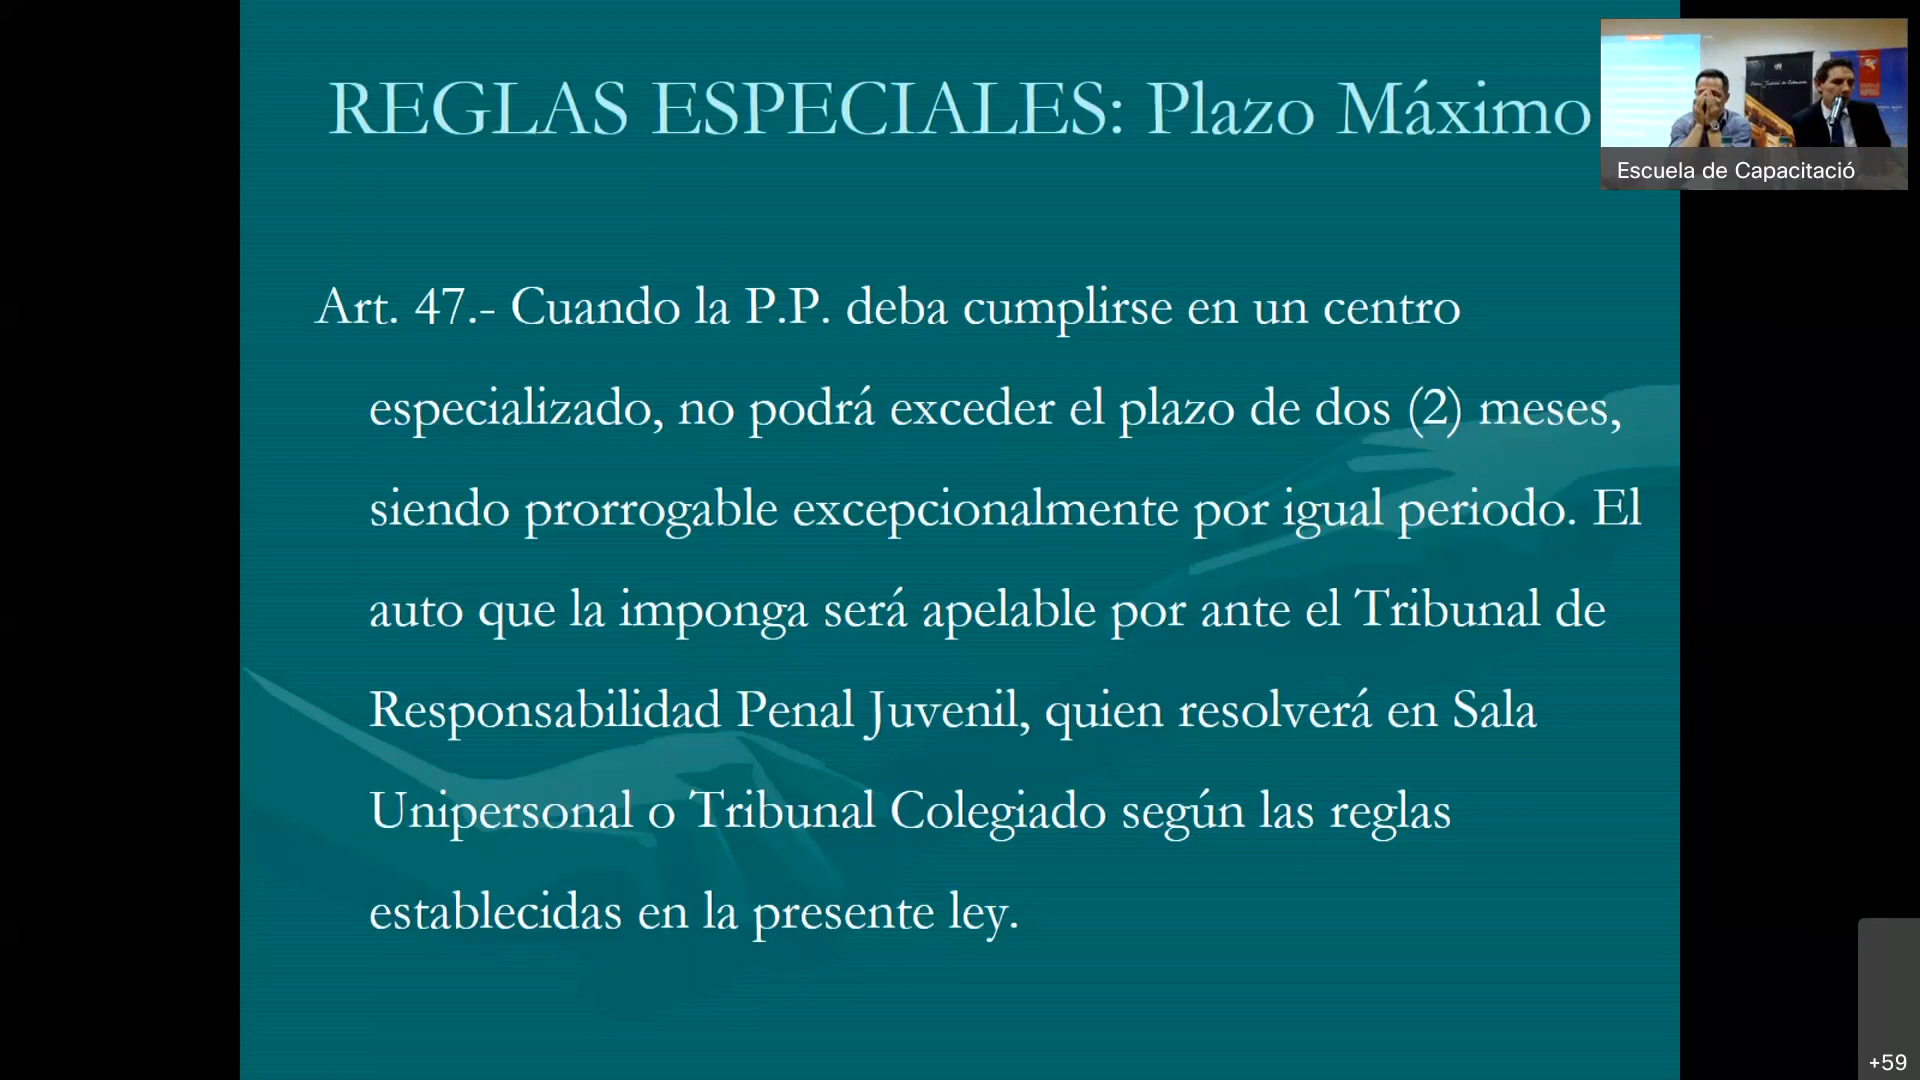 REGLAS ESPECIALES: Plazo Máximo
Escuela de Capacitació
Art. 47.- Cuando la P.P. deba cumplirse en un centro
especializado, no podrá exceder el plazo de dos (2) meses,
siendo prorrogable excepcionalmente por igual periodo. El
auto que la imponga será apelable por ante el Tribunal de
Responsabilidad Penal Juvenil, quien resolverá en Sala
Unipersonal o Tribunal Colegiado según las reglas
establecidas en la presente ley.
+59